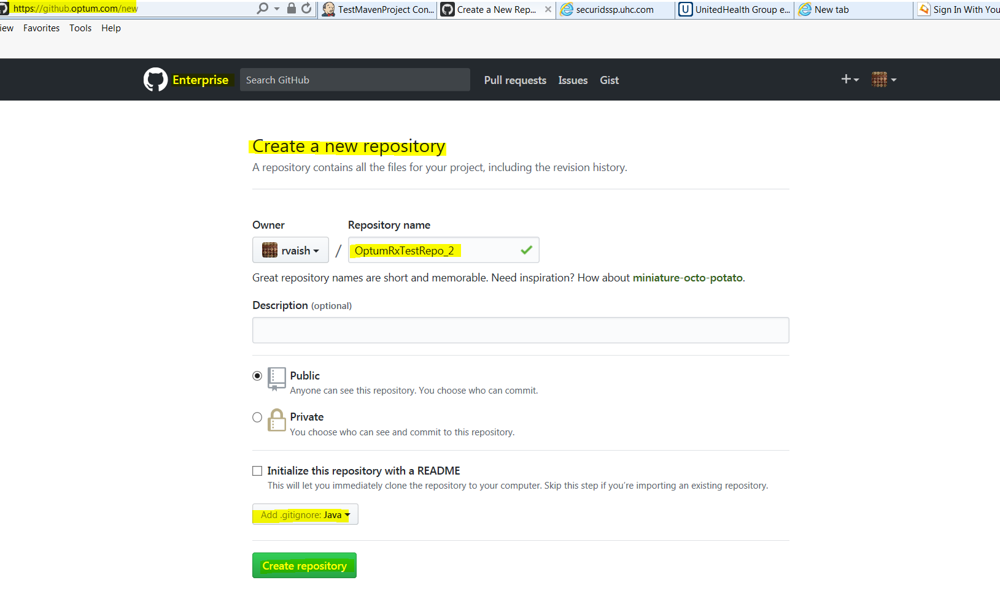 https://github.optum.com/new
TestMavenProject Con...
Create a New Rep...
securidssp.uhc.com
UnitedHealth Group e...
New tab
Sign In With You
iew Favorites Tools Help
Enterprise Search GitHub Pull requests Issues Gist
Create a new repository
A repository contains all the files for your project, including the revision history.
Owner Repository name
rvaish / OptumRxTestRepo_2
Great repository names are short and memorable. Need inspiration? How about miniature-octo-potato.
Description (optional)
Public
Anyone can see this repository. You choose who can commit.
Private
You choose who can see and commit to this repository.
Initialize this repository with a README
This will let you immediately clone the repository to your computer. Skip this step if you’re importing an existing repository.
Add .gitignore: Java
Create repository